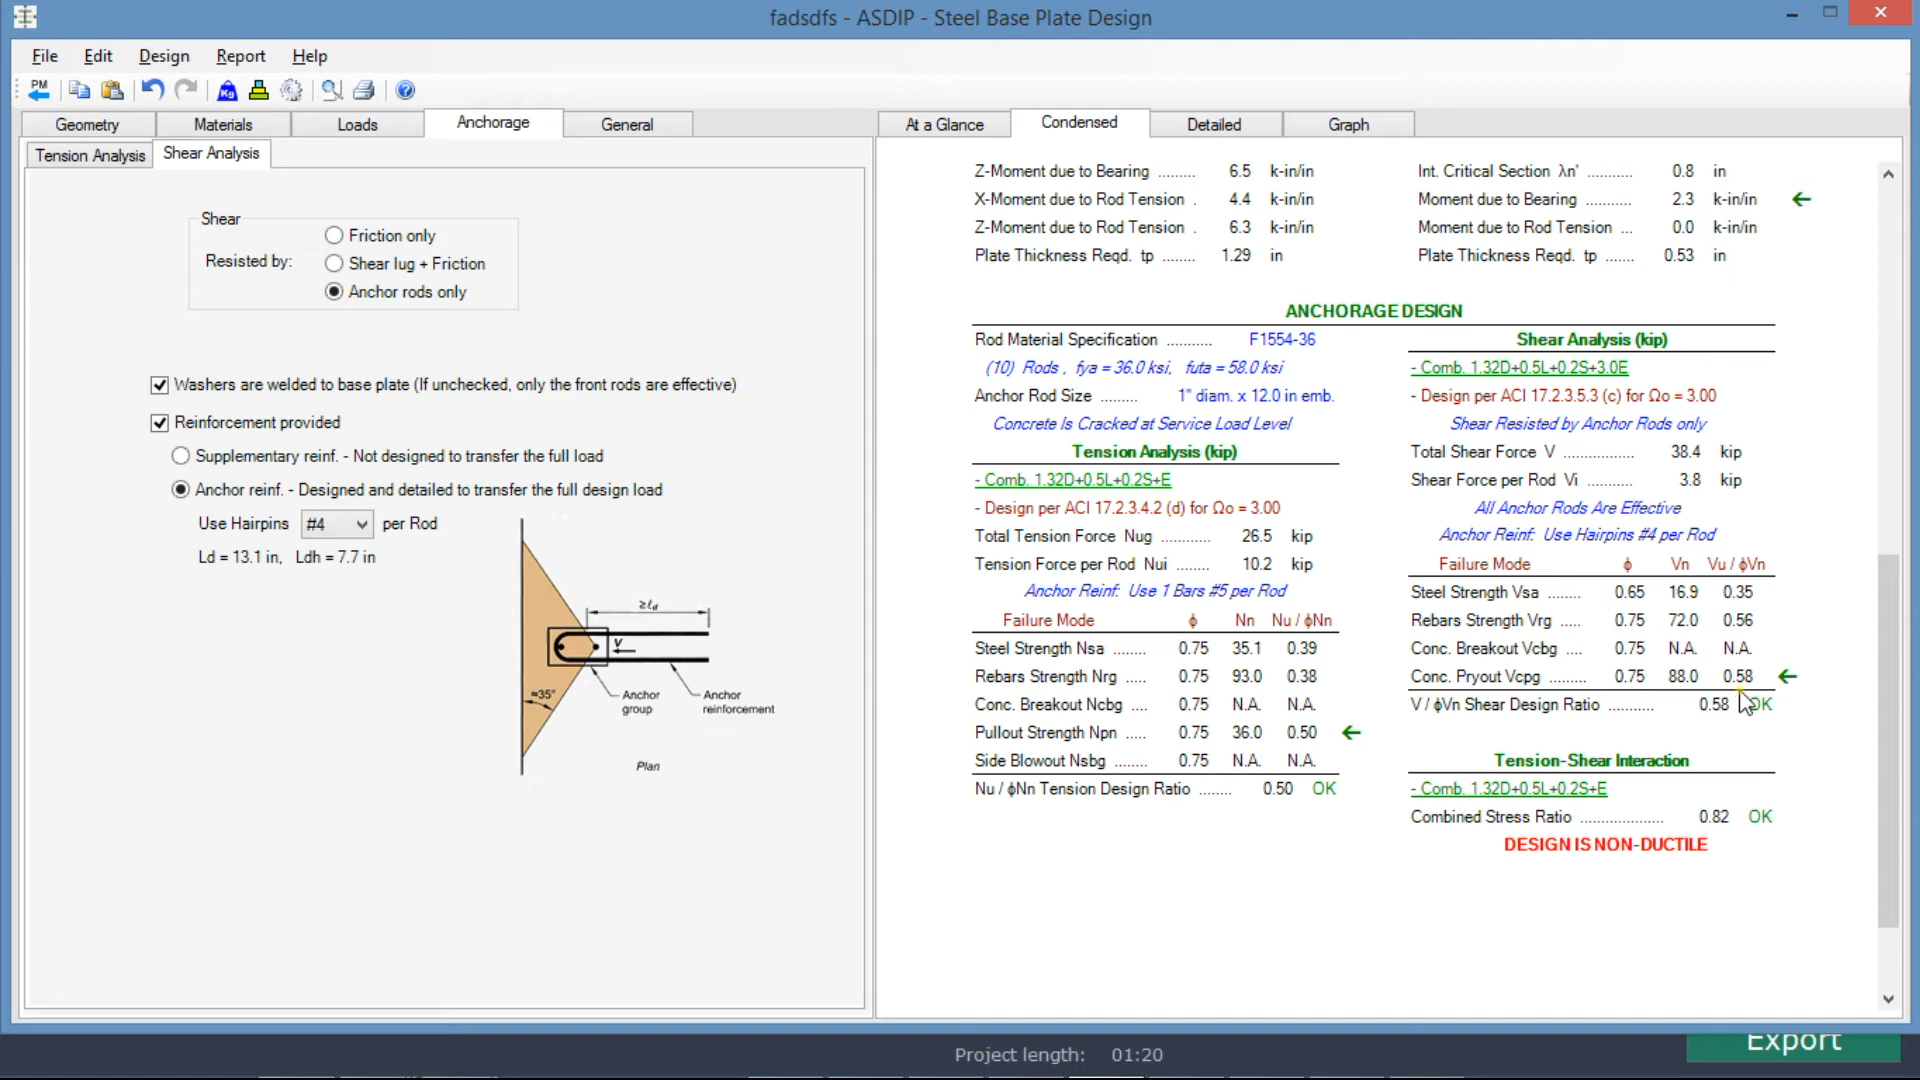 fadsdfs - ASDIP - Steel Base Plate Design
File Edit Design Report Help
PM
Kg
Geometry Materials Loads Anchorage General
Tension Analysis Shear Analysis
Shear
Resisted by:
Friction only
Shear lug + Friction
Anchor rods only
Washers are welded to base plate (If unchecked, only the front rods are effective)
Reinforcement provided
Supplementary reinf. - Not designed to transfer the full load
Anchor reinf. - Designed and detailed to transfer the full design load
Use Hairpins #4 per Rod
Ld = 13.1 in, Ldh = 7.7 in
≥ℓd
V
≈35°
Anchor group
Anchor reinforcement
Plan
At a Glance Condensed Detailed Graph
Z-Moment due to Bearing ........ 6.5 k-in/in
X-Moment due to Rod Tension . 4.4 k-in/in
Z-Moment due to Rod Tension . 6.3 k-in/in
Plate Thickness Reqd. tp ....... 1.29 in
Int. Critical Section λn' .......... 0.8 in
Moment due to Bearing .......... 2.3 k-in/in
Moment due to Rod Tension ... 0.0 k-in/in
Plate Thickness Reqd. tp ...... 0.53 in
ANCHORAGE DESIGN
Rod Material Specification .......... F1554-36
(10) Rods , fya = 36.0 ksi, futa = 58.0 ksi
Anchor Rod Size ........ 1" diam. x 12.0 in emb.
Concrete Is Cracked at Service Load Level
Tension Analysis (kip)
- Comb. 1.32D+0.5L+0.2S+E
- Design per ACI 17.2.3.4.2 (d) for Ωo = 3.00
Total Tension Force Nug ........... 26.5 kip
Tension Force per Rod Nui ....... 10.2 kip
Anchor Reinf: Use 1 Bars #5 per Rod
Failure Mode ϕ Nn Nu / ϕNn
Steel Strength Nsa ........ 0.75 35.1 0.39
Rebars Strength Nrg ..... 0.75 93.0 0.38
Conc. Breakout Ncbg .... 0.75 N.A. N.A.
Pullout Strength Npn ..... 0.75 36.0 0.50
Side Blowout Nsbg ........ 0.75 N.A. N.A.
Nu / ϕNn Tension Design Ratio ....... 0.50 OK
Shear Analysis (kip)
- Comb. 1.32D+0.5L+0.2S+3.0E
- Design per ACI 17.2.3.5.3 (c) for Ωo = 3.00
Shear Resisted by Anchor Rods only
Total Shear Force V ................ 38.4 kip
Shear Force per Rod Vi .......... 3.8 kip
All Anchor Rods Are Effective
Anchor Reinf: Use Hairpins #4 per Rod
Failure Mode ϕ Vn Vu / ϕVn
Steel Strength Vsa ........ 0.65 16.9 0.35
Rebars Strength Vrg ..... 0.75 72.0 0.56
Conc. Breakout Vcbg .... 0.75 N.A. N.A.
Conc. Pryout Vcpg ......... 0.75 88.0 0.58
V / ϕVn Shear Design Ratio .......... 0.58 OK
Tension-Shear Interaction
- Comb. 1.32D+0.5L+0.2S+E
Combined Stress Ratio .................. 0.82 OK
DESIGN IS NON-DUCTILE
Project length: 01:20
Export